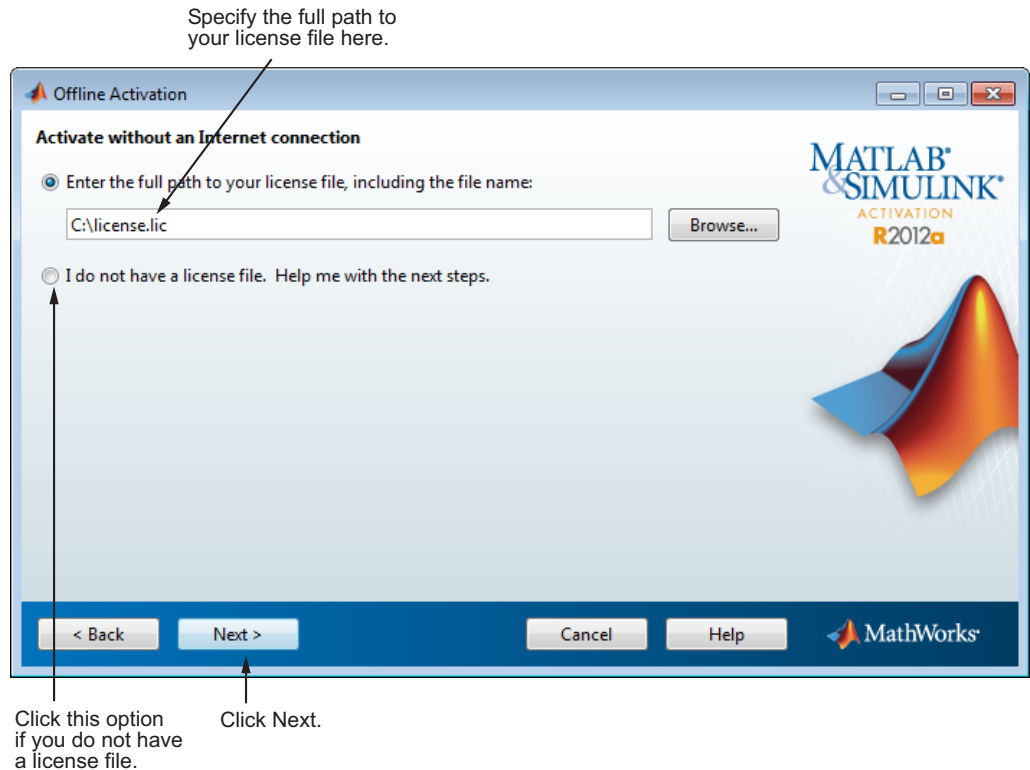 Specify the full path to
your license file here.
Offline Activation
Activate without an Internet connection
Enter the full path to your license file, including the file name:
C:\license.lic
Browse...
I do not have a license file.  Help me with the next steps.
MATLAB®
&SIMULINK®
ACTIVATION
R2012a
< Back
Next >
Cancel
Help
MathWorks®
Click this option
if you do not have
a license file.
Click Next.